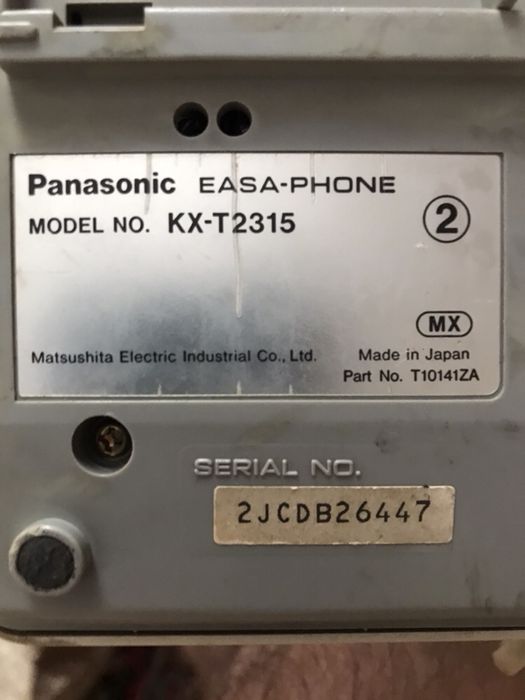 Panasonic EASA-PHONE
MODEL NO. KX-T2315
2
MX
Matsushita Electric Industrial Co., Ltd. Made in Japan
Part No. T10141ZA
SERIAL NO.
2JCDB26447